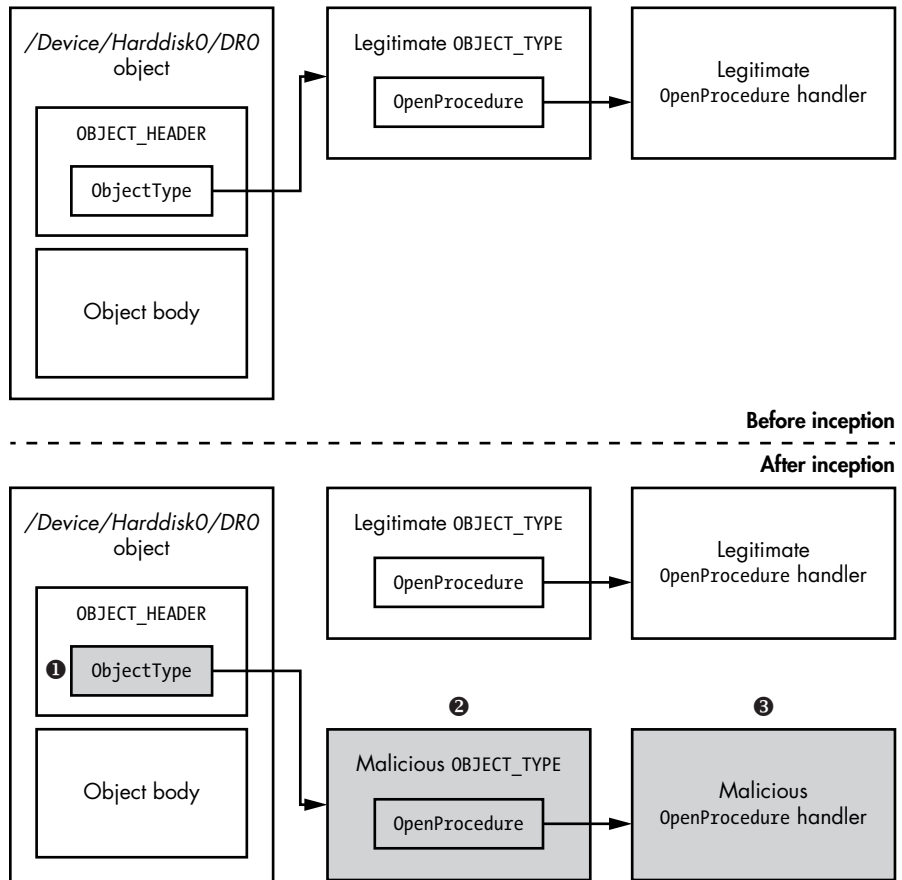 /Device/Harddisk0/DR0
object
OBJECT_HEADER
ObjectType
Object body
Legitimate OBJECT_TYPE
OpenProcedure
Legitimate
OpenProcedure handler
Before inception
After inception
/Device/Harddisk0/DR0
object
OBJECT_HEADER
❶ ObjectType
Object body
Legitimate OBJECT_TYPE
OpenProcedure
Legitimate
OpenProcedure handler
❷
Malicious OBJECT_TYPE
OpenProcedure
❸
Malicious
OpenProcedure handler